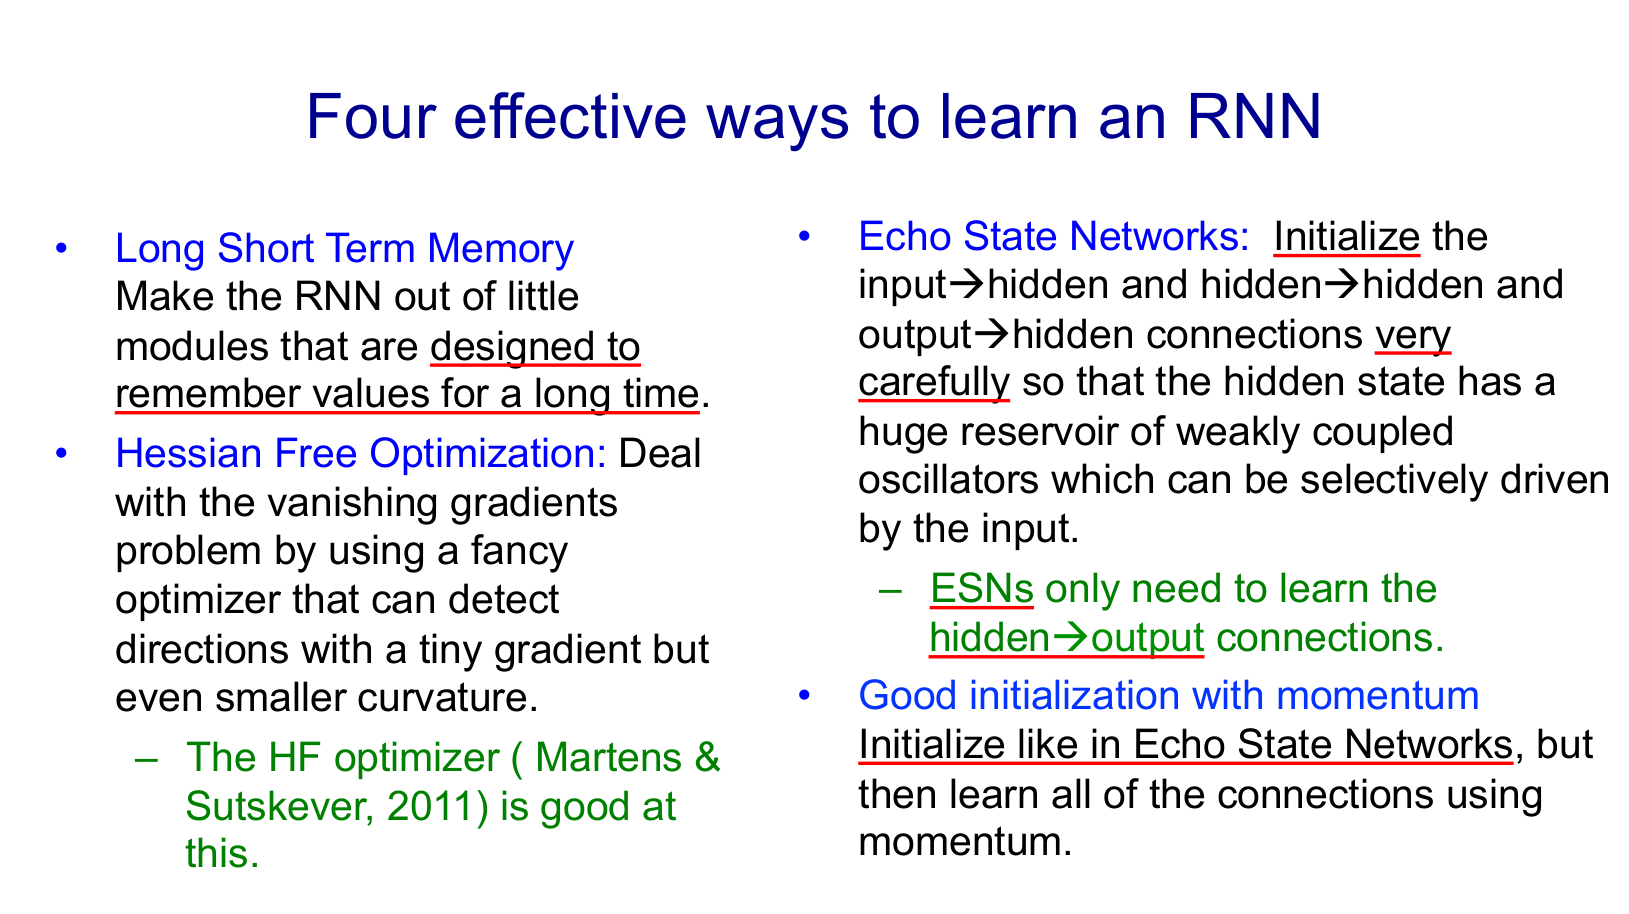 Four effective ways to learn an RNN
• Long Short Term Memory
Make the RNN out of little
modules that are designed to
remember values for a long time.
• Hessian Free Optimization: Deal
with the vanishing gradients
problem by using a fancy
optimizer that can detect
directions with a tiny gradient but
even smaller curvature.
– The HF optimizer ( Martens &
Sutskever, 2011) is good at
this.
• Echo State Networks: Initialize the
input→hidden and hidden→hidden and
output→hidden connections very
carefully so that the hidden state has a
huge reservoir of weakly coupled
oscillators which can be selectively driven
by the input.
– ESNs only need to learn the
hidden→output connections.
• Good initialization with momentum
Initialize like in Echo State Networks, but
then learn all of the connections using
momentum.